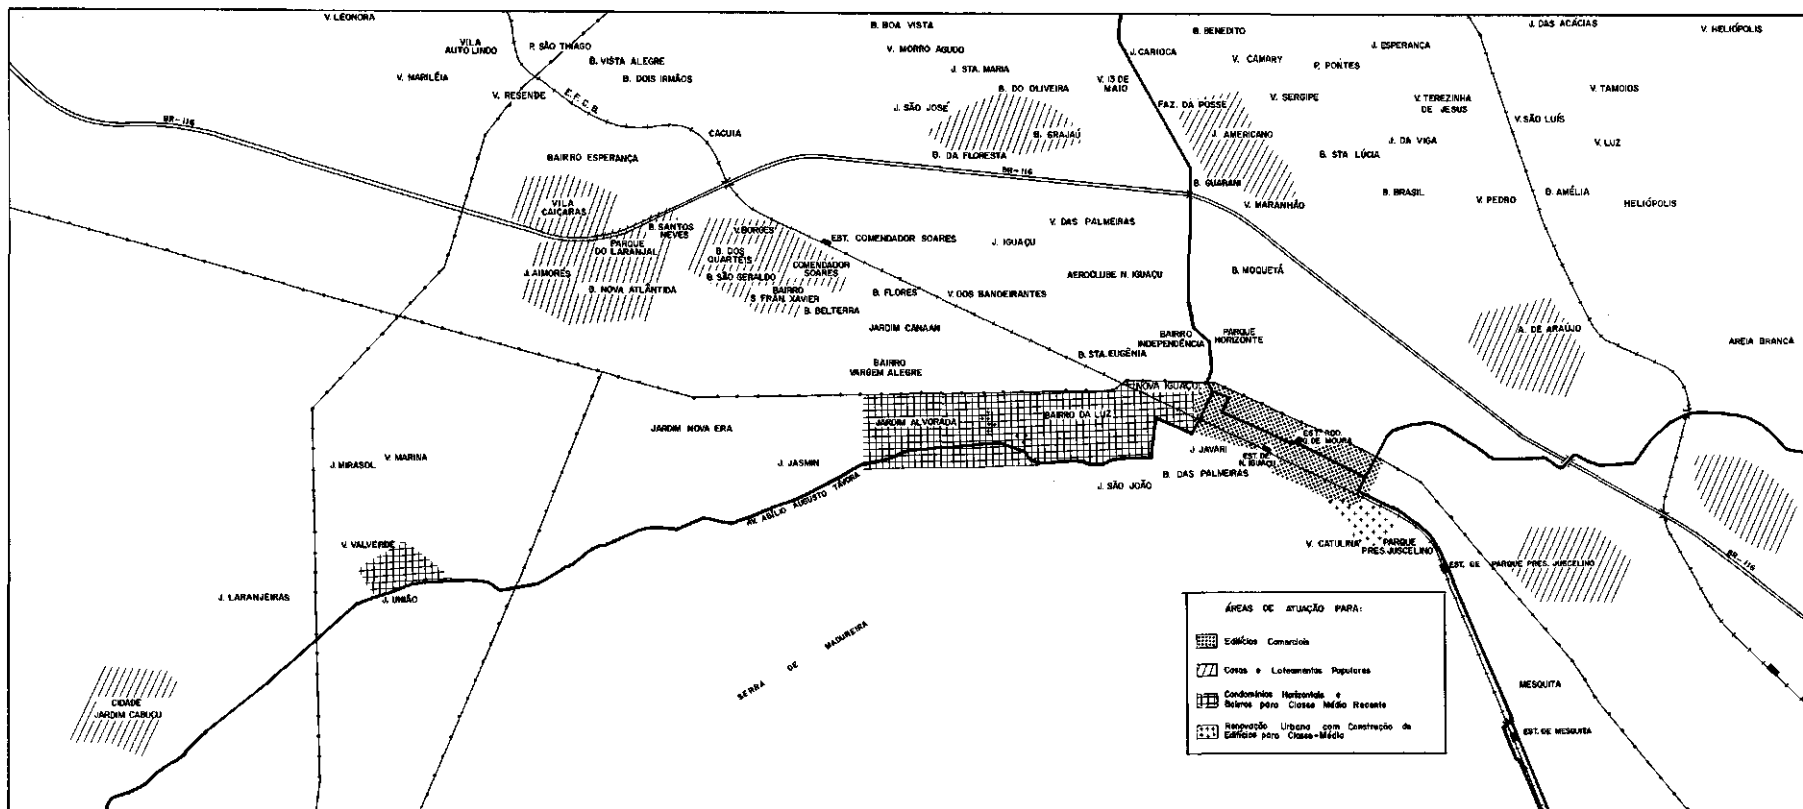 V. LEONORA
B. BOA VISTA
B. BENEDITO
J. DAS ACÁCIAS
V. HELIÓPOLIS
VILA
AUTO LINDO
P. SÃO THIAGO
V. MORRO AGUDO
J. CARIOCA
J. ESPERANÇA
B. VISTA ALEGRE
V. CAMARY
P. PONTES
V. MARILÉIA
B. DOIS IRMÃOS
J. STA. MARIA
V. 13 DE
MAIO
V. RESENDE
E.F.C.B.
B. DO OLIVEIRA
V. SERGIPE
V. TEREZINHA
DE JESUS
V. TAMOIOS
J. SÃO JOSÉ
FAZ. DA POSSE
V. SÃO LUÍS
BR-116
CACUIA
B. GRAJAÚ
J. AMERICANO
J. DA VIGA
V. LUZ
BAIRRO ESPERANÇA
B. DA FLORESTA
B. STA LÚCIA
BR-116
B. GUARANI
B. BRASIL
B. AMÉLIA
VILA
CAIÇARAS
V. MARANHÃO
V. PEDRO
HELIÓPOLIS
B. SANTOS
NEVES
V. BORGES
EST. COMENDADOR SOARES
V. DAS PALMEIRAS
J. IGUAÇU
PARQUE
DO LARANJAL
B. DOS
QUARTÉIS
COMENDADOR
SOARES
J. AIMORÉS
B. SÃO GERALDO
AEROCLUBE N. IGUAÇU
B. MOQUETÁ
B. NOVA ATLÂNTIDA
BAIRRO
S. FRAN. XAVIER
B. FLORES
V. DOS BANDEIRANTES
B. BELTERRA
JARDIM CANAAN
BAIRRO
INDEPENDÊNCIA
PARQUE
HORIZONTE
A. DE ARAÚJO
AREIA BRANCA
B. STA. EUGÊNIA
BAIRRO
VARGEM ALEGRE
NOVA IGUAÇU
JARDIM NOVA ERA
JARDIM ALVORADA
BAIRRO DA LUZ
EST. ROD.
DE MOURA
J. MIRASOL
V. MARINA
J. JASMIN
J. JAVARI
EST. DE
N. IGUAÇU
B. DAS PALMEIRAS
J. SÃO JOÃO
AV. ABÍLIO AUGUSTO TÁVORA
V. VALVERDE
V. CATULINA
PARQUE
PRES. JUSCELINO
BR-116
EST. DE PARQUE PRES. JUSCELINO
J. LARANJEIRAS
J. UNIÃO
SERRA DE MADUREIRA
CIDADE
JARDIM CABUÇU
MESQUITA
EST. DE MESQUITA
ÁREAS DE ATUAÇÃO PARA:
Edifícios Comerciais
Casas e Loteamentos Populares
Condomínios Horizontais e
Bairros para Classe Média Recente
Renovação Urbana com Construção de
Edifícios para Classe-Média